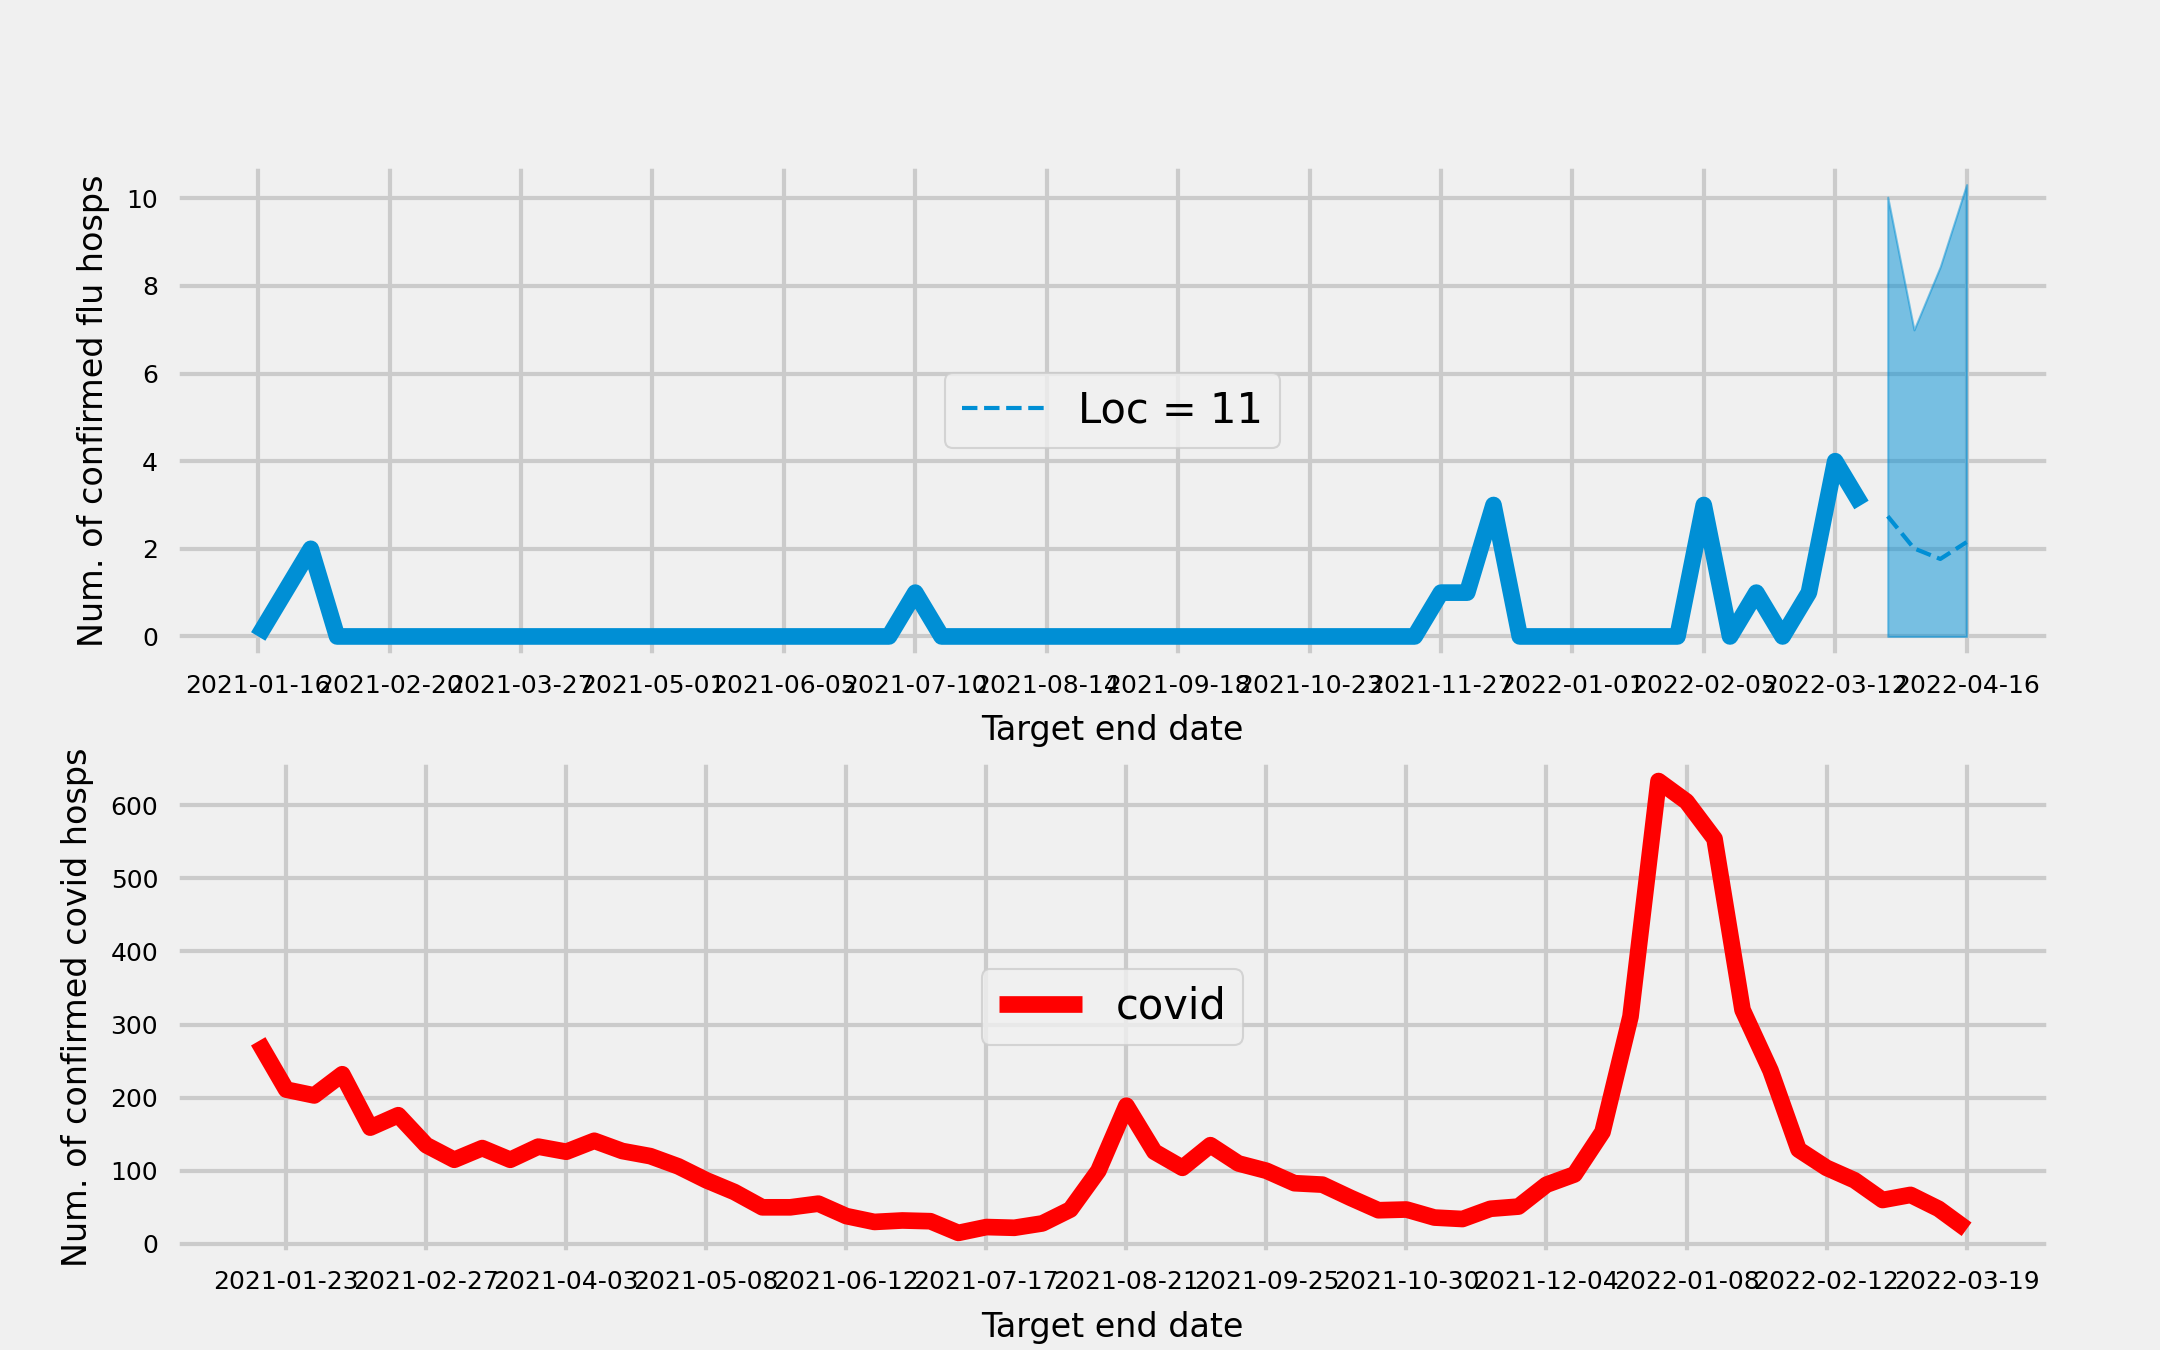 Num. of confirmed flu hosps
10
8
6
4
2
0
Loc = 11
2021-01-16 2021-02-20 2021-03-27 2021-05-01 2021-06-05 2021-07-10 2021-08-14 2021-09-18 2021-10-23 2021-11-27 2022-01-01 2022-02-05 2022-03-12 2022-04-16
Target end date
Num. of confirmed covid hosps
600
500
400
300
200
100
0
covid
2021-01-23 2021-02-27 2021-04-03 2021-05-08 2021-06-12 2021-07-17 2021-08-21 2021-09-25 2021-10-30 2021-12-04 2022-01-08 2022-02-12 2022-03-19
Target end date